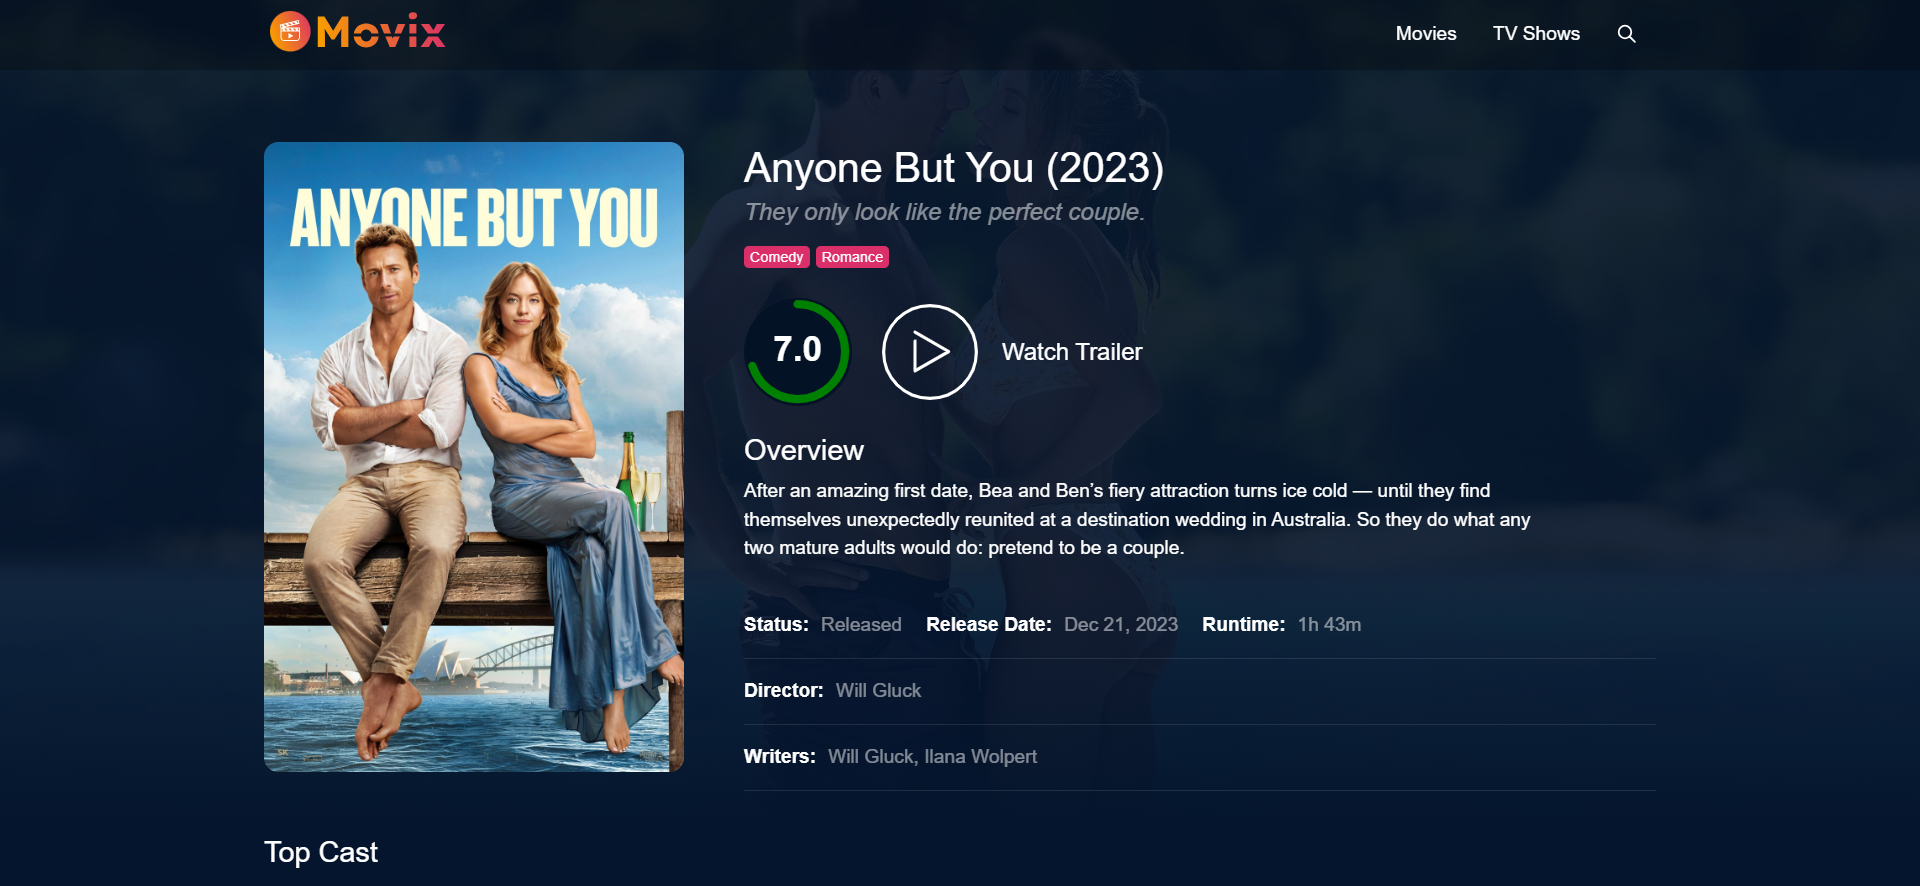 Movix
Movies TV Shows
ANYONE BUT YOU
Anyone But You (2023)
They only look like the perfect couple.
Comedy Romance
7.0 Watch Trailer
Overview
After an amazing first date, Bea and Ben’s fiery attraction turns ice cold — until they find
themselves unexpectedly reunited at a destination wedding in Australia. So they do what any
two mature adults would do: pretend to be a couple.
Status: Released Release Date: Dec 21, 2023 Runtime: 1h 43m
Director: Will Gluck
Writers: Will Gluck, Ilana Wolpert
SK
Top Cast